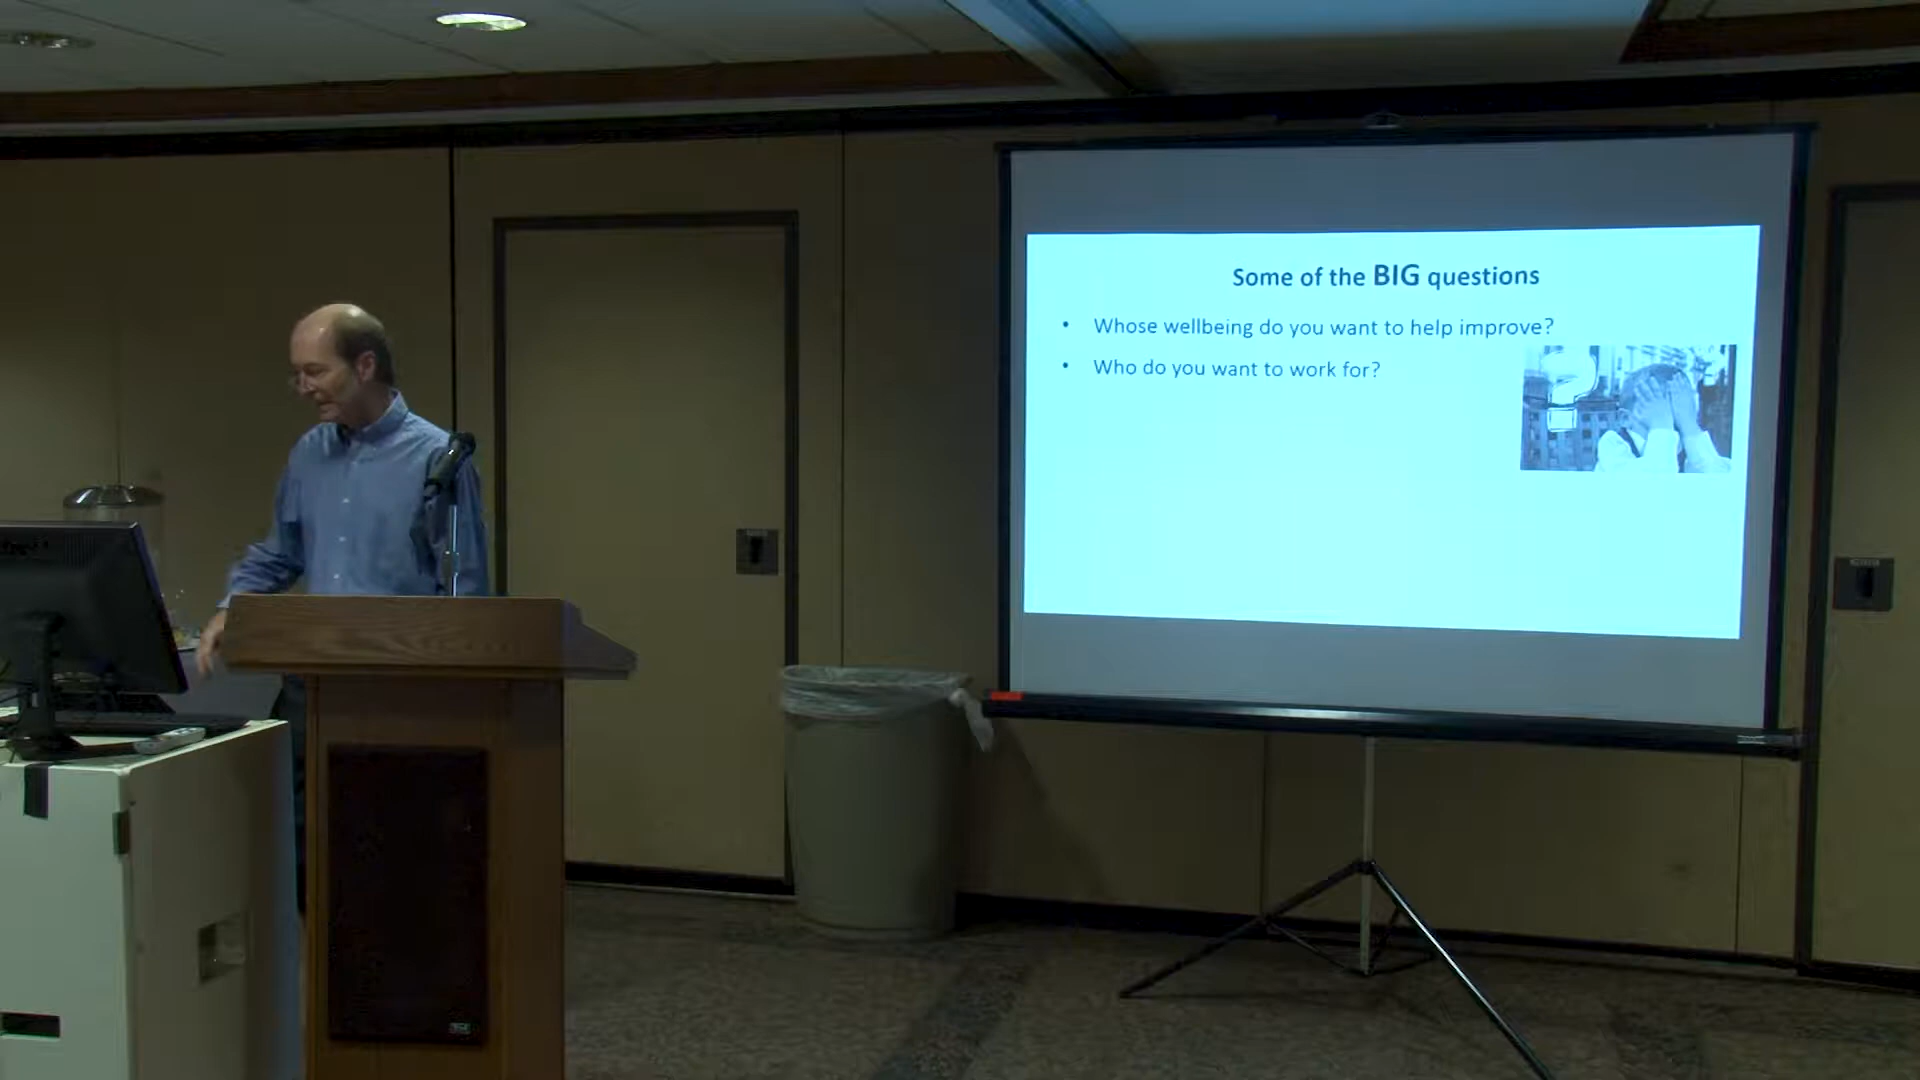 Some of the BIG questions
• Whose wellbeing do you want to help improve?
• Who do you want to work for?